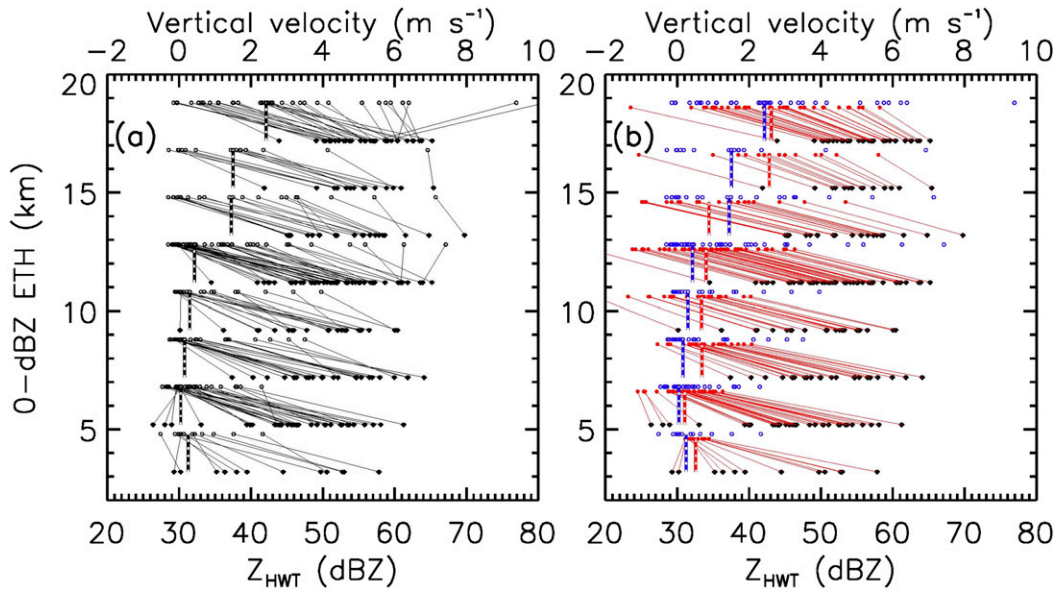 Vertical velocity (m s⁻¹) Vertical velocity (m s⁻¹)
−2 0 2 4 6 8 10 −2 0 2 4 6 8 10
20 20
(a) (b)
15 15
0−dBZ ETH (km)
10 10
5 5
20 30 40 50 60 70 80 20 30 40 50 60 70 80
Z_HWT (dBZ) Z_HWT (dBZ)